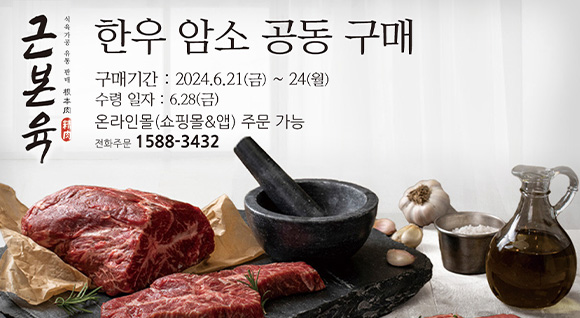 근본육
식육가공 유통 판매
根本肉
한우 암소 공동 구매
구매기간 : 2024.6.21(금) ~ 24(월)
수령 일자 : 6.28(금)
온라인몰(쇼핑몰&앱) 주문 가능
전화주문 1588-3432